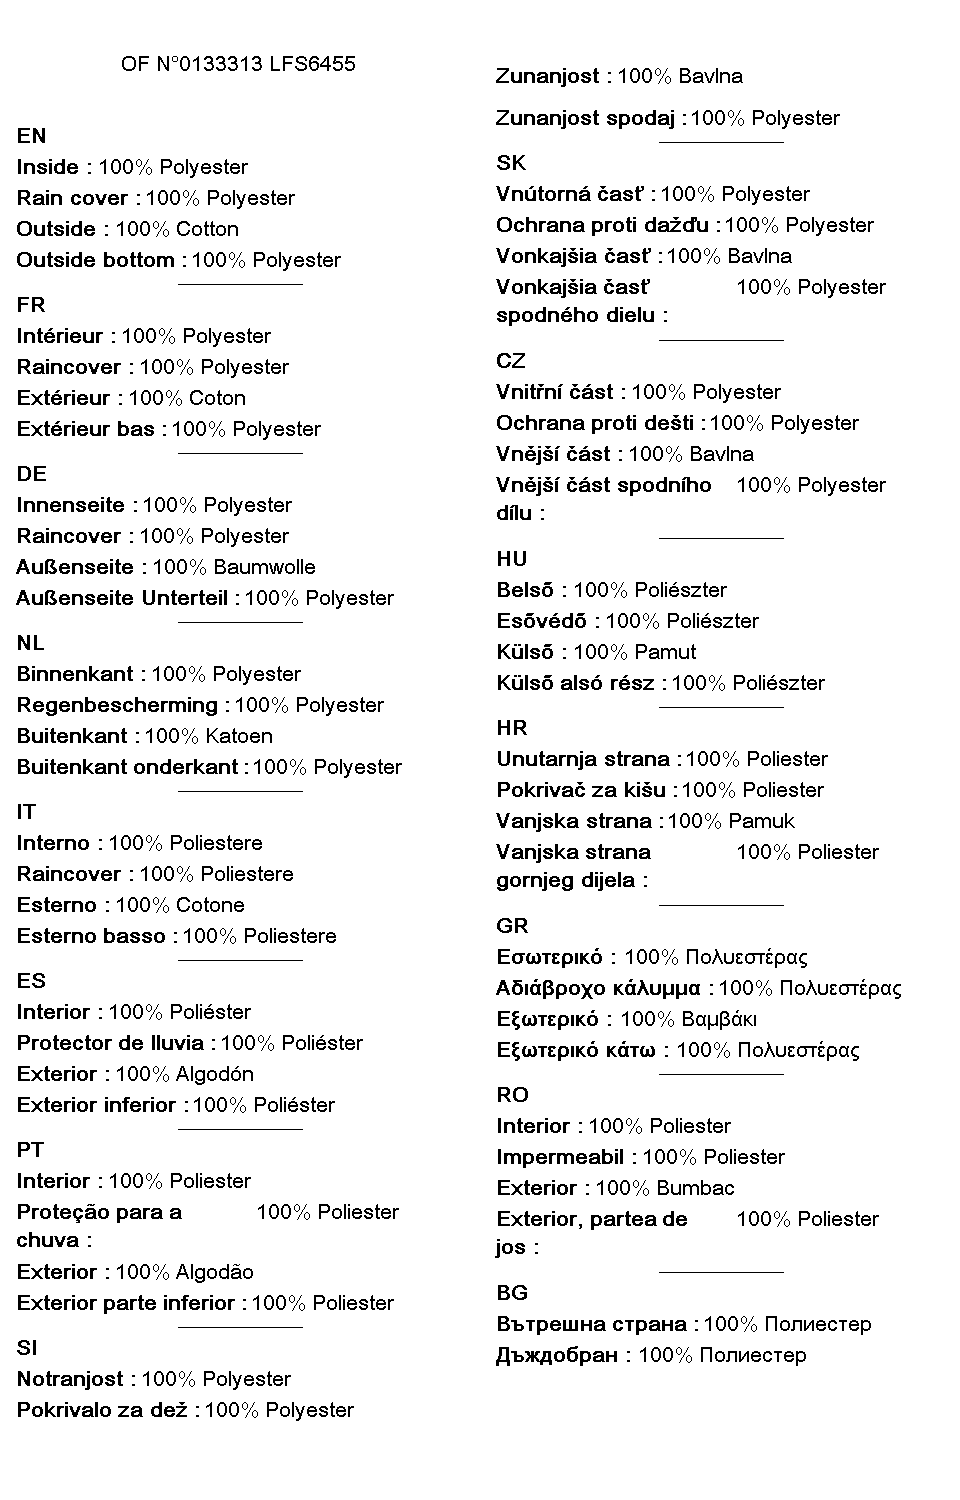 OF N°0133313 LFS6455
EN
Inside : 100% Polyester
Rain cover : 100% Polyester
Outside : 100% Cotton
Outside bottom : 100% Polyester
FR
Intérieur : 100% Polyester
Raincover : 100% Polyester
Extérieur : 100% Coton
Extérieur bas : 100% Polyester
DE
Innenseite : 100% Polyester
Raincover : 100% Polyester
Außenseite : 100% Baumwolle
Außenseite Unterteil : 100% Polyester
NL
Binnenkant : 100% Polyester
Regenbescherming : 100% Polyester
Buitenkant : 100% Katoen
Buitenkant onderkant : 100% Polyester
IT
Interno : 100% Poliestere
Raincover : 100% Poliestere
Esterno : 100% Cotone
Esterno basso : 100% Poliestere
ES
Interior : 100% Poliéster
Protector de lluvia : 100% Poliéster
Exterior : 100% Algodón
Exterior inferior : 100% Poliéster
PT
Interior : 100% Poliester
Proteção para a 100% Poliester
chuva :
Exterior : 100% Algodão
Exterior parte inferior : 100% Poliester
SI
Notranjost : 100% Polyester
Pokrivalo za dež : 100% Polyester
Zunanjost : 100% Bavlna
Zunanjost spodaj : 100% Polyester
SK
Vnútorná časť : 100% Polyester
Ochrana proti dažďu : 100% Polyester
Vonkajšia časť : 100% Bavlna
Vonkajšia časť 100% Polyester
spodného dielu :
CZ
Vnitřní část : 100% Polyester
Ochrana proti dešti : 100% Polyester
Vnější část : 100% Bavlna
Vnější část spodního 100% Polyester
dílu :
HU
Belső : 100% Poliészter
Esővédő : 100% Poliészter
Külső : 100% Pamut
Külső alsó rész : 100% Poliészter
HR
Unutarnja strana : 100% Poliester
Pokrivač za kišu : 100% Poliester
Vanjska strana : 100% Pamuk
Vanjska strana 100% Poliester
gornjeg dijela :
GR
Εσωτερικό : 100% Πολυεστέρας
Αδιάβροχο κάλυμμα : 100% Πολυεστέρας
Εξωτερικό : 100% Βαμβάκι
Εξωτερικό κάτω : 100% Πολυεστέρας
RO
Interior : 100% Poliester
Impermeabil : 100% Poliester
Exterior : 100% Bumbac
Exterior, partea de 100% Poliester
jos :
BG
Вътрешна страна : 100% Полиестер
Дъждобран : 100% Полиестер